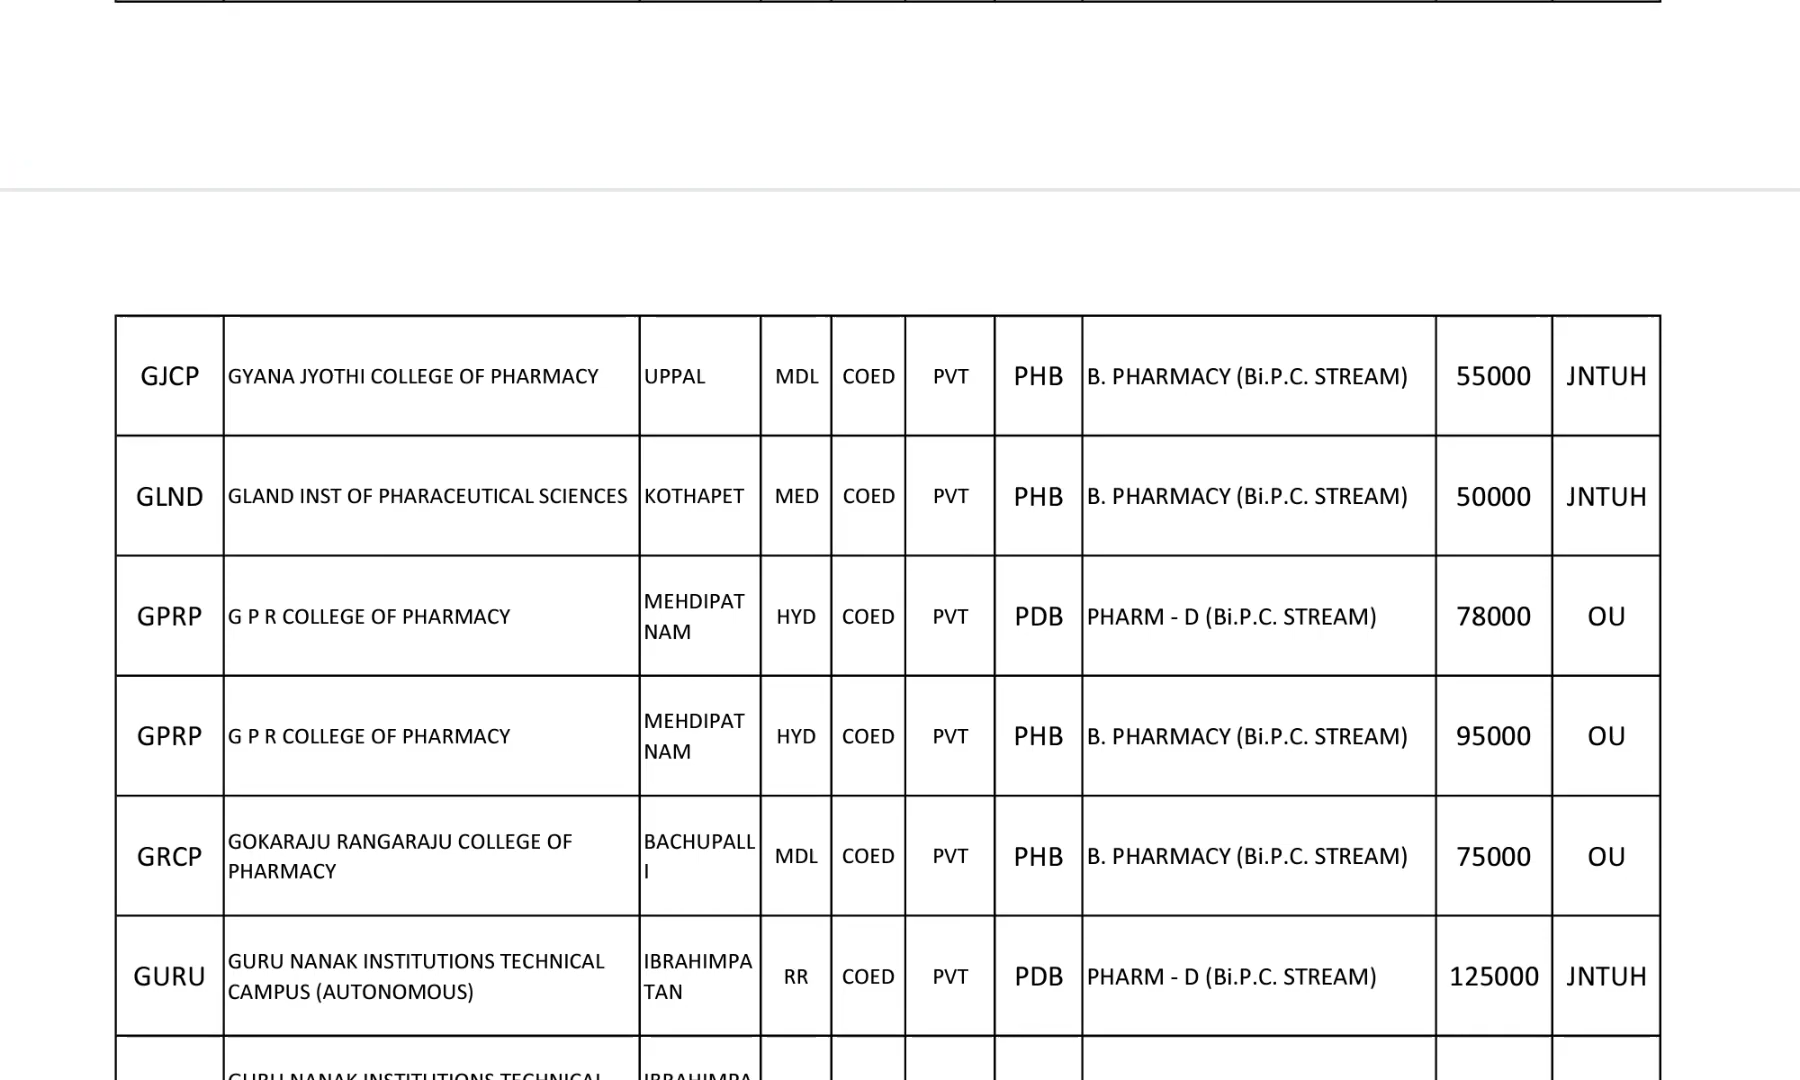 GJCP GYANA JYOTHI COLLEGE OF PHARMACY UPPAL MDL COED PVT PHB B. PHARMACY (Bi.P.C. STREAM) 55000 JNTUH
GLND GLAND INST OF PHARACEUTICAL SCIENCES KOTHAPET MED COED PVT PHB B. PHARMACY (Bi.P.C. STREAM) 50000 JNTUH
MEHDIPAT
GPRP G P R COLLEGE OF PHARMACY HYD COED PVT PDB PHARM - D (Bi.P.C. STREAM) 78000 OU
NAM
MEHDIPAT
GPRP G P R COLLEGE OF PHARMACY HYD COED PVT PHB B. PHARMACY (Bi.P.C. STREAM) 95000 OU
NAM
GOKARAJU RANGARAJU COLLEGE OF BACHUPALL
GRCP MDL COED PVT PHB B. PHARMACY (Bi.P.C. STREAM) 75000 OU
PHARMACY I
GURU NANAK INSTITUTIONS TECHNICAL IBRAHIMPA
GURU RR COED PVT PDB PHARM - D (Bi.P.C. STREAM) 125000 JNTUH
CAMPUS (AUTONOMOUS) TAN
GURU NANAK INSTITUTIONS TECHNICAL IBRAHIMPA